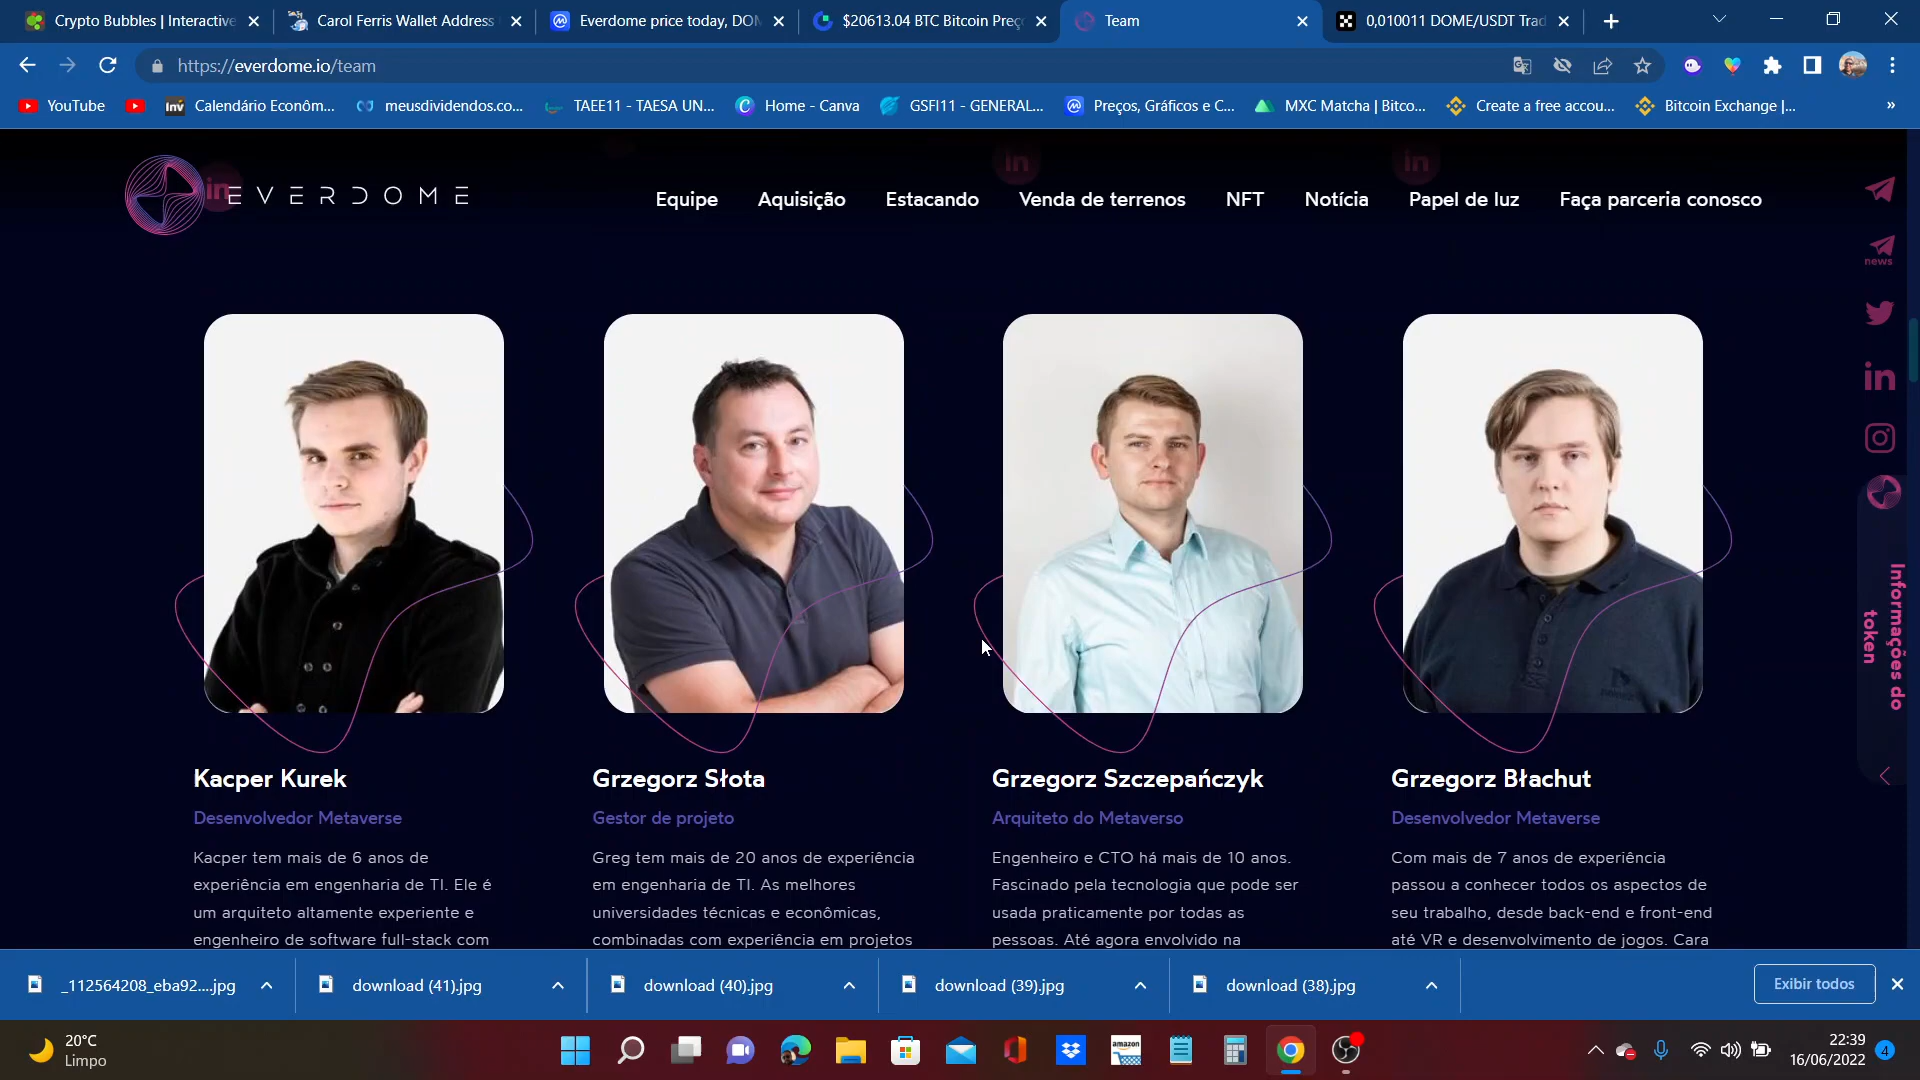 Crypto Bubbles | Interactive
Carol Ferris Wallet Address
Everdome price today, DOM
$20613.04 BTC Bitcoin Preço
Team
0,010011 DOME/USDT Trad
https://everdome.io/team
YouTube
Calendário Econôm...
meusdividendos.co...
TAEE11 - TAESA UN...
Home - Canva
GSFI11 - GENERAL...
Preços, Gráficos e C...
MXC Matcha | Bitco...
Create a free accou...
Bitcoin Exchange |...
»
EVERDOME
Equipe
Aquisição
Estacando
Venda de terrenos
NFT
Notícia
Papel de luz
Faça parceria conosco
news
in
Informações do
token
Kacper Kurek
Desenvolvedor Metaverse
Kacper tem mais de 6 anos de
experiência em engenharia de TI. Ele é
um arquiteto altamente experiente e
engenheiro de software full-stack com
Grzegorz Słota
Gestor de projeto
Greg tem mais de 20 anos de experiência
em engenharia de TI. As melhores
universidades técnicas e econômicas,
combinadas com experiência em projetos
Grzegorz Szczepańczyk
Arquiteto do Metaverso
Engenheiro e CTO há mais de 10 anos.
Fascinado pela tecnologia que pode ser
usada praticamente por todas as
pessoas. Até agora envolvido na
Grzegorz Błachut
Desenvolvedor Metaverse
Com mais de 7 anos de experiência
passou a conhecer todos os aspectos de
seu trabalho, desde back-end e front-end
até VR e desenvolvimento de jogos. Cara
_112564208_eba92....jpg
download (41).jpg
download (40).jpg
download (39).jpg
download (38).jpg
Exibir todos
20°C
Limpo
amazon
22:39
16/06/2022
4